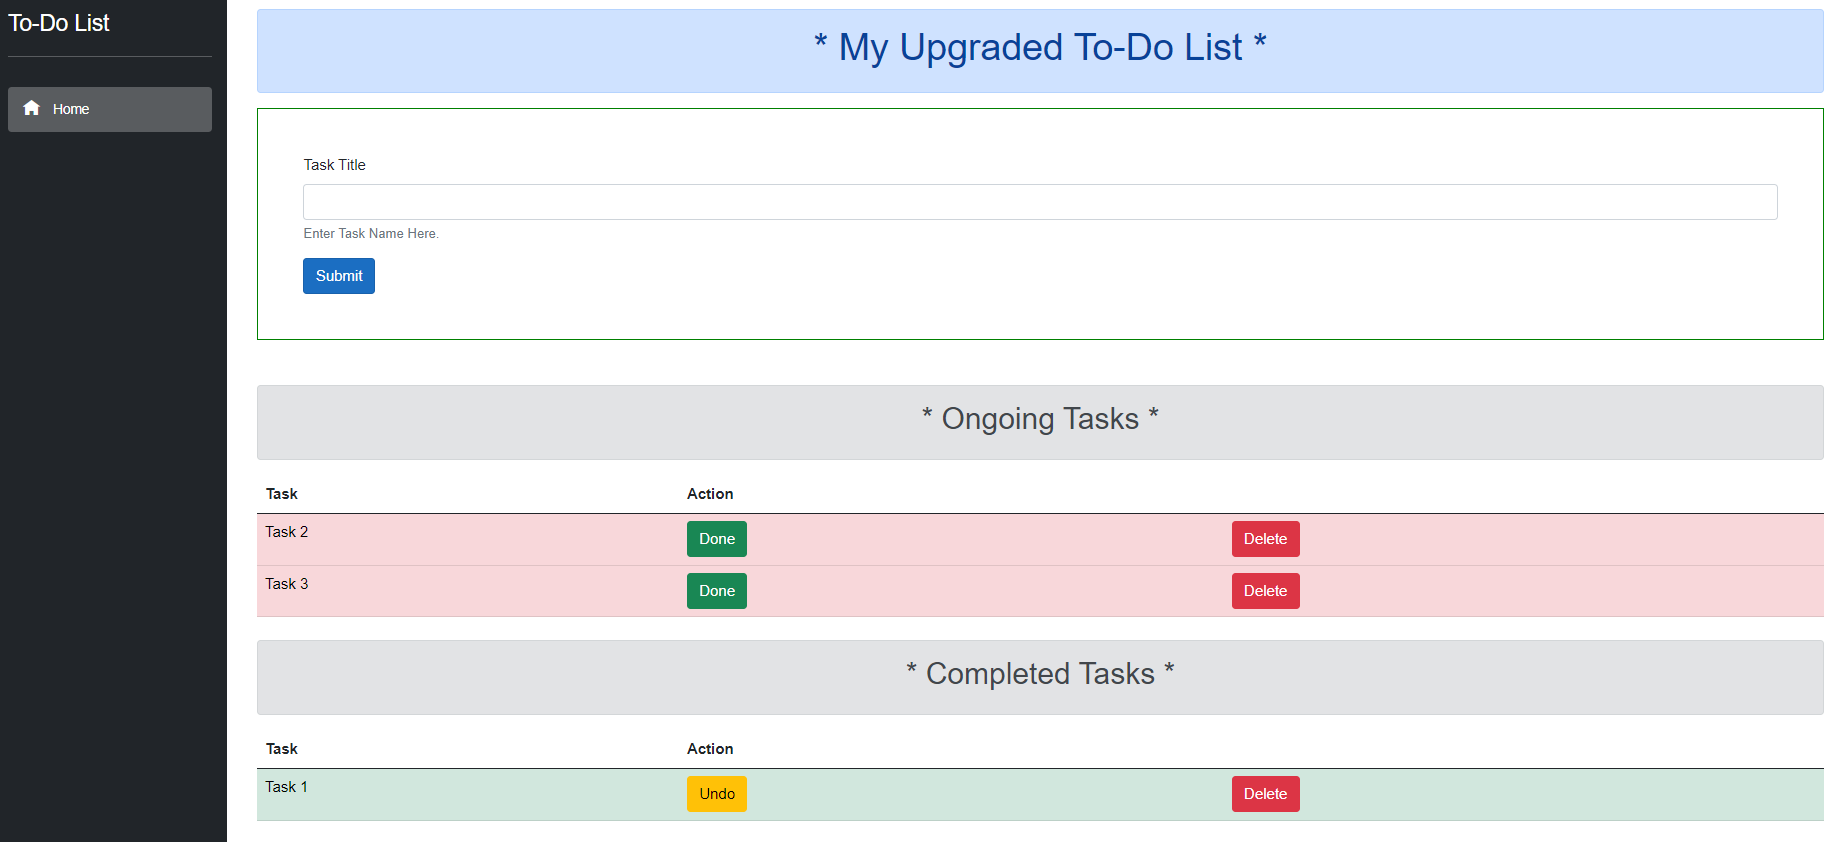 To-Do List
Home
* My Upgraded To-Do List *
Task Title
Enter Task Name Here.
Submit
* Ongoing Tasks *
Task Action
Task 2 Done Delete
Task 3 Done Delete
* Completed Tasks *
Task Action
Task 1 Undo Delete